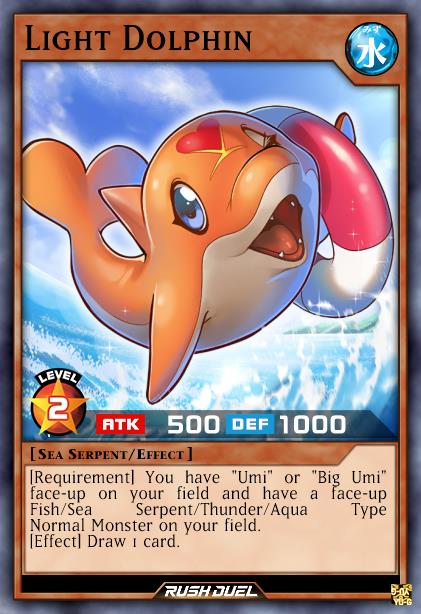 LIGHT DOLPHIN
みず
水
LEVEL
2
ATK 500 DEF 1000
[SEA SERPENT/EFFECT]
[Requirement] You have "Umi" or "Big Umi"
face-up on your field and have a face-up
Fish/Sea Serpent/Thunder/Aqua Type
Normal Monster on your field.
[Effect] Draw 1 card.
RUSH DUEL